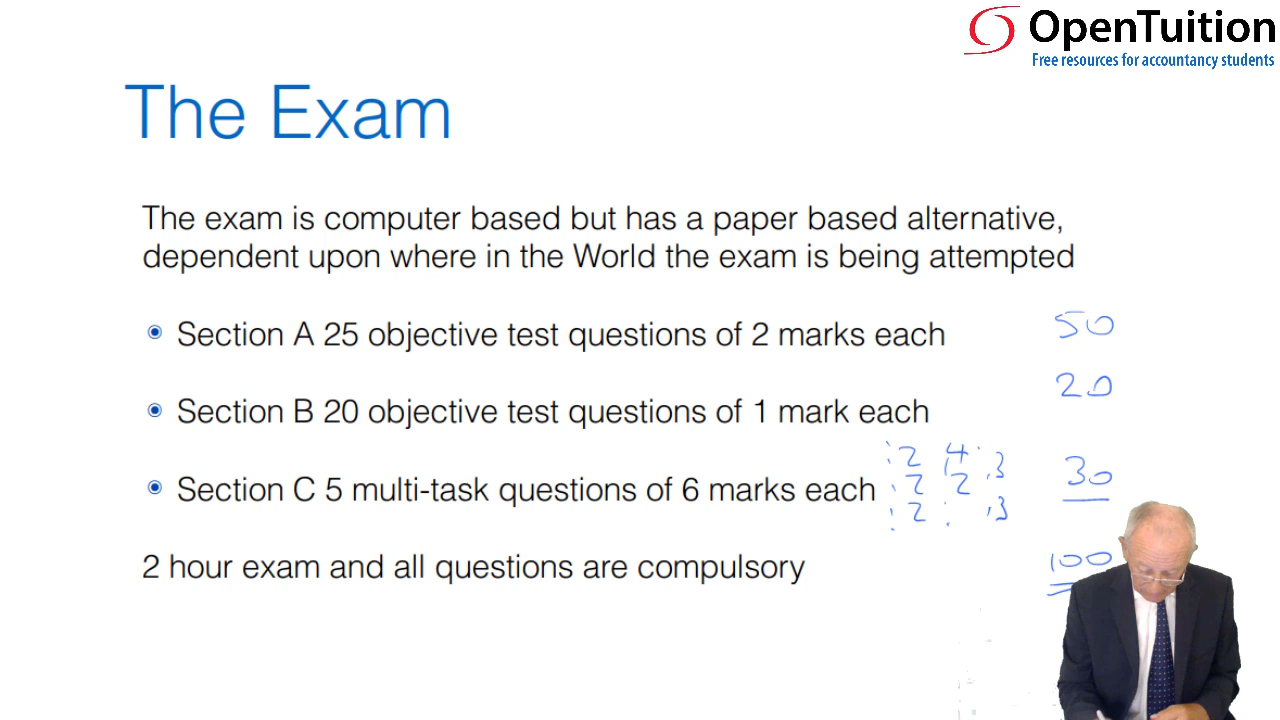 OpenTuition
Free resources for accountancy students
The Exam
The exam is computer based but has a paper based alternative,
dependent upon where in the World the exam is being attempted
Section A 25 objective test questions of 2 marks each 50
Section B 20 objective test questions of 1 mark each 20
Section C 5 multi-task questions of 6 marks each 30
2 4 3
2 2
2 3
2 hour exam and all questions are compulsory 100